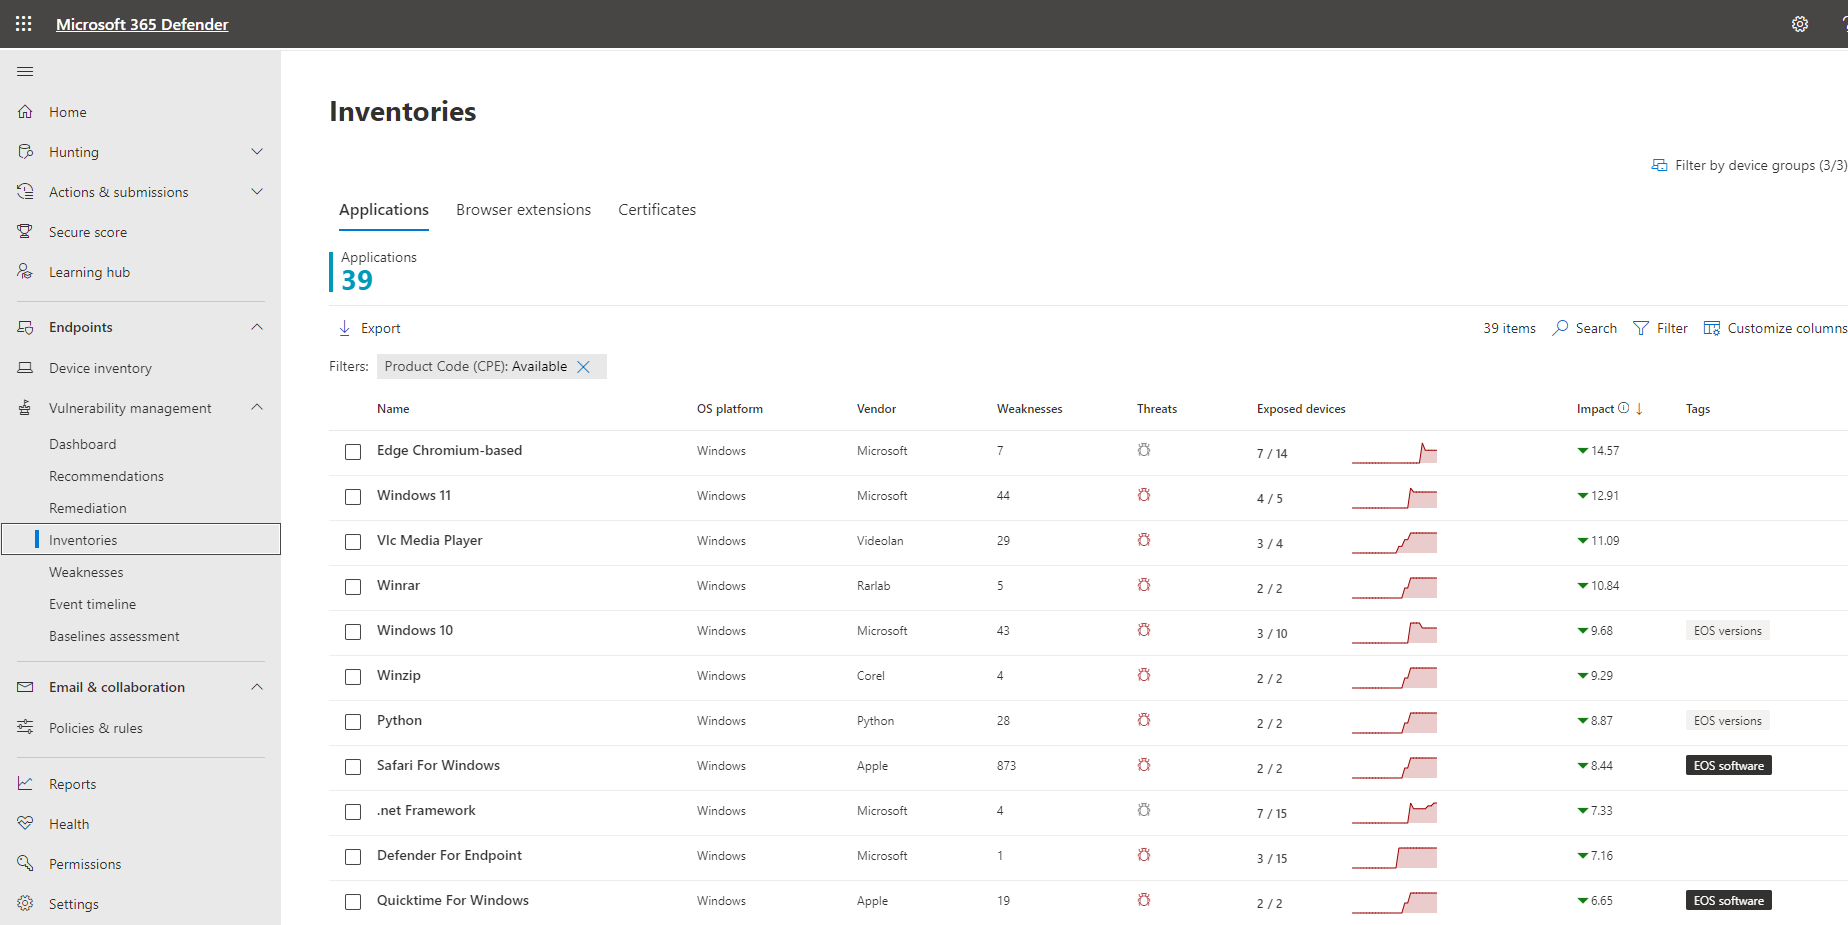 Microsoft 365 Defender
Home
Hunting
Actions & submissions
Secure score
Learning hub
Endpoints
Device inventory
Vulnerability management
Dashboard
Recommendations
Remediation
Inventories
Weaknesses
Event timeline
Baselines assessment
Email & collaboration
Policies & rules
Reports
Health
Permissions
Settings
Inventories
Filter by device groups (3/3)
Applications Browser extensions Certificates
Applications
39
Export 39 items Search Filter Customize columns
Filters: Product Code (CPE): Available
Name OS platform Vendor Weaknesses Threats Exposed devices Impact Tags
Edge Chromium-based Windows Microsoft 7 7 / 14 14.57
Windows 11 Windows Microsoft 44 4 / 5 12.91
Vlc Media Player Windows Videolan 29 3 / 4 11.09
Winrar Windows Rarlab 5 2 / 2 10.84
Windows 10 Windows Microsoft 43 3 / 10 9.68 EOS versions
Winzip Windows Corel 4 2 / 2 9.29
Python Windows Python 28 2 / 2 8.87 EOS versions
Safari For Windows Windows Apple 873 2 / 2 8.44 EOS software
.net Framework Windows Microsoft 4 7 / 15 7.33
Defender For Endpoint Windows Microsoft 1 3 / 15 7.16
Quicktime For Windows Windows Apple 19 2 / 2 6.65 EOS software